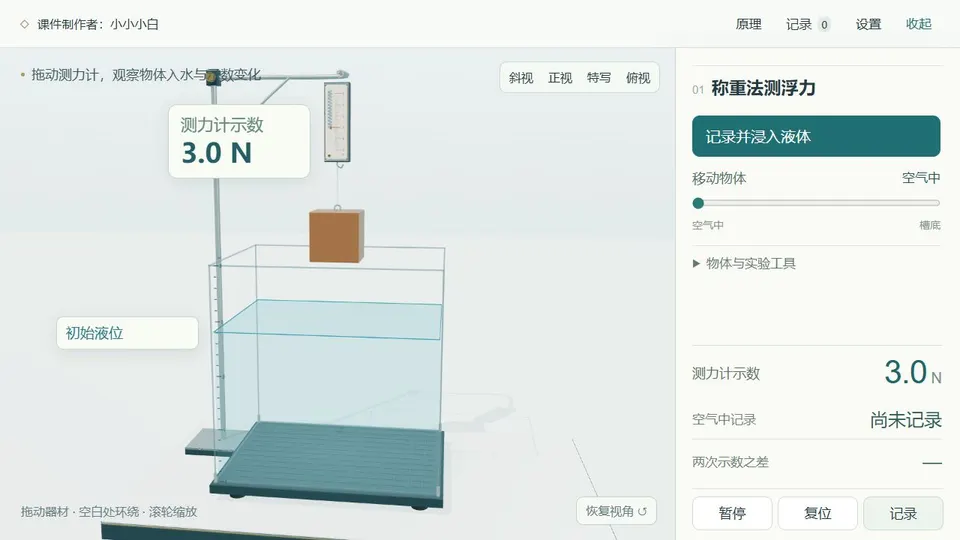 课件制作者：小小小白
原理
记录 0
设置
收起
拖动测力计，观察物体入水与示数变化
斜视
正视
特写
俯视
测力计示数
3.0 N
初始液位
拖动器材 · 空白处环绕 · 滚轮缩放
恢复视角 ↺
01 称重法测浮力
记录并浸入液体
移动物体
空气中
空气中
槽底
▶ 物体与实验工具
测力计示数
3.0 N
空气中记录
尚未记录
两次示数之差
—
暂停
复位
记录